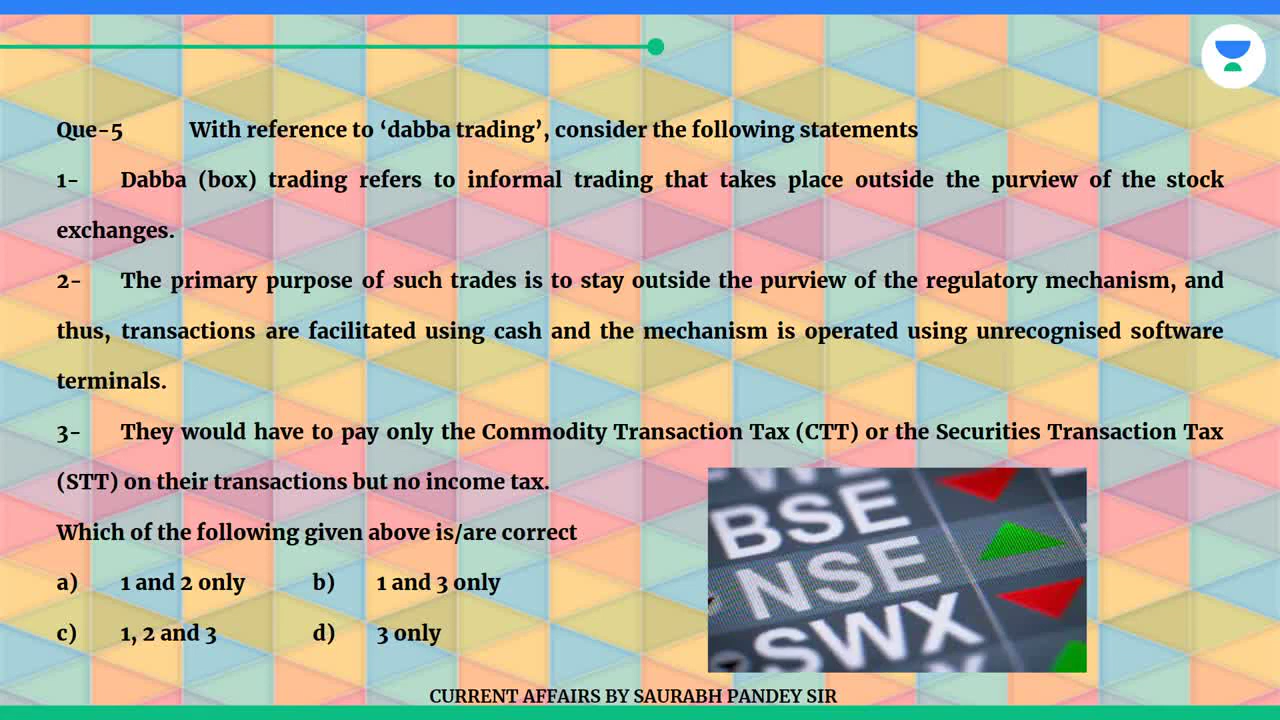 Que-5 With reference to ‘dabba trading’, consider the following statements
1- Dabba (box) trading refers to informal trading that takes place outside the purview of the stock
exchanges.
2- The primary purpose of such trades is to stay outside the purview of the regulatory mechanism, and
thus, transactions are facilitated using cash and the mechanism is operated using unrecognised software
terminals.
3- They would have to pay only the Commodity Transaction Tax (CTT) or the Securities Transaction Tax
(STT) on their transactions but no income tax.
Which of the following given above is/are correct
a) 1 and 2 only b) 1 and 3 only
c) 1, 2 and 3 d) 3 only
BSE
NSE
SWX
CURRENT AFFAIRS BY SAURABH PANDEY SIR